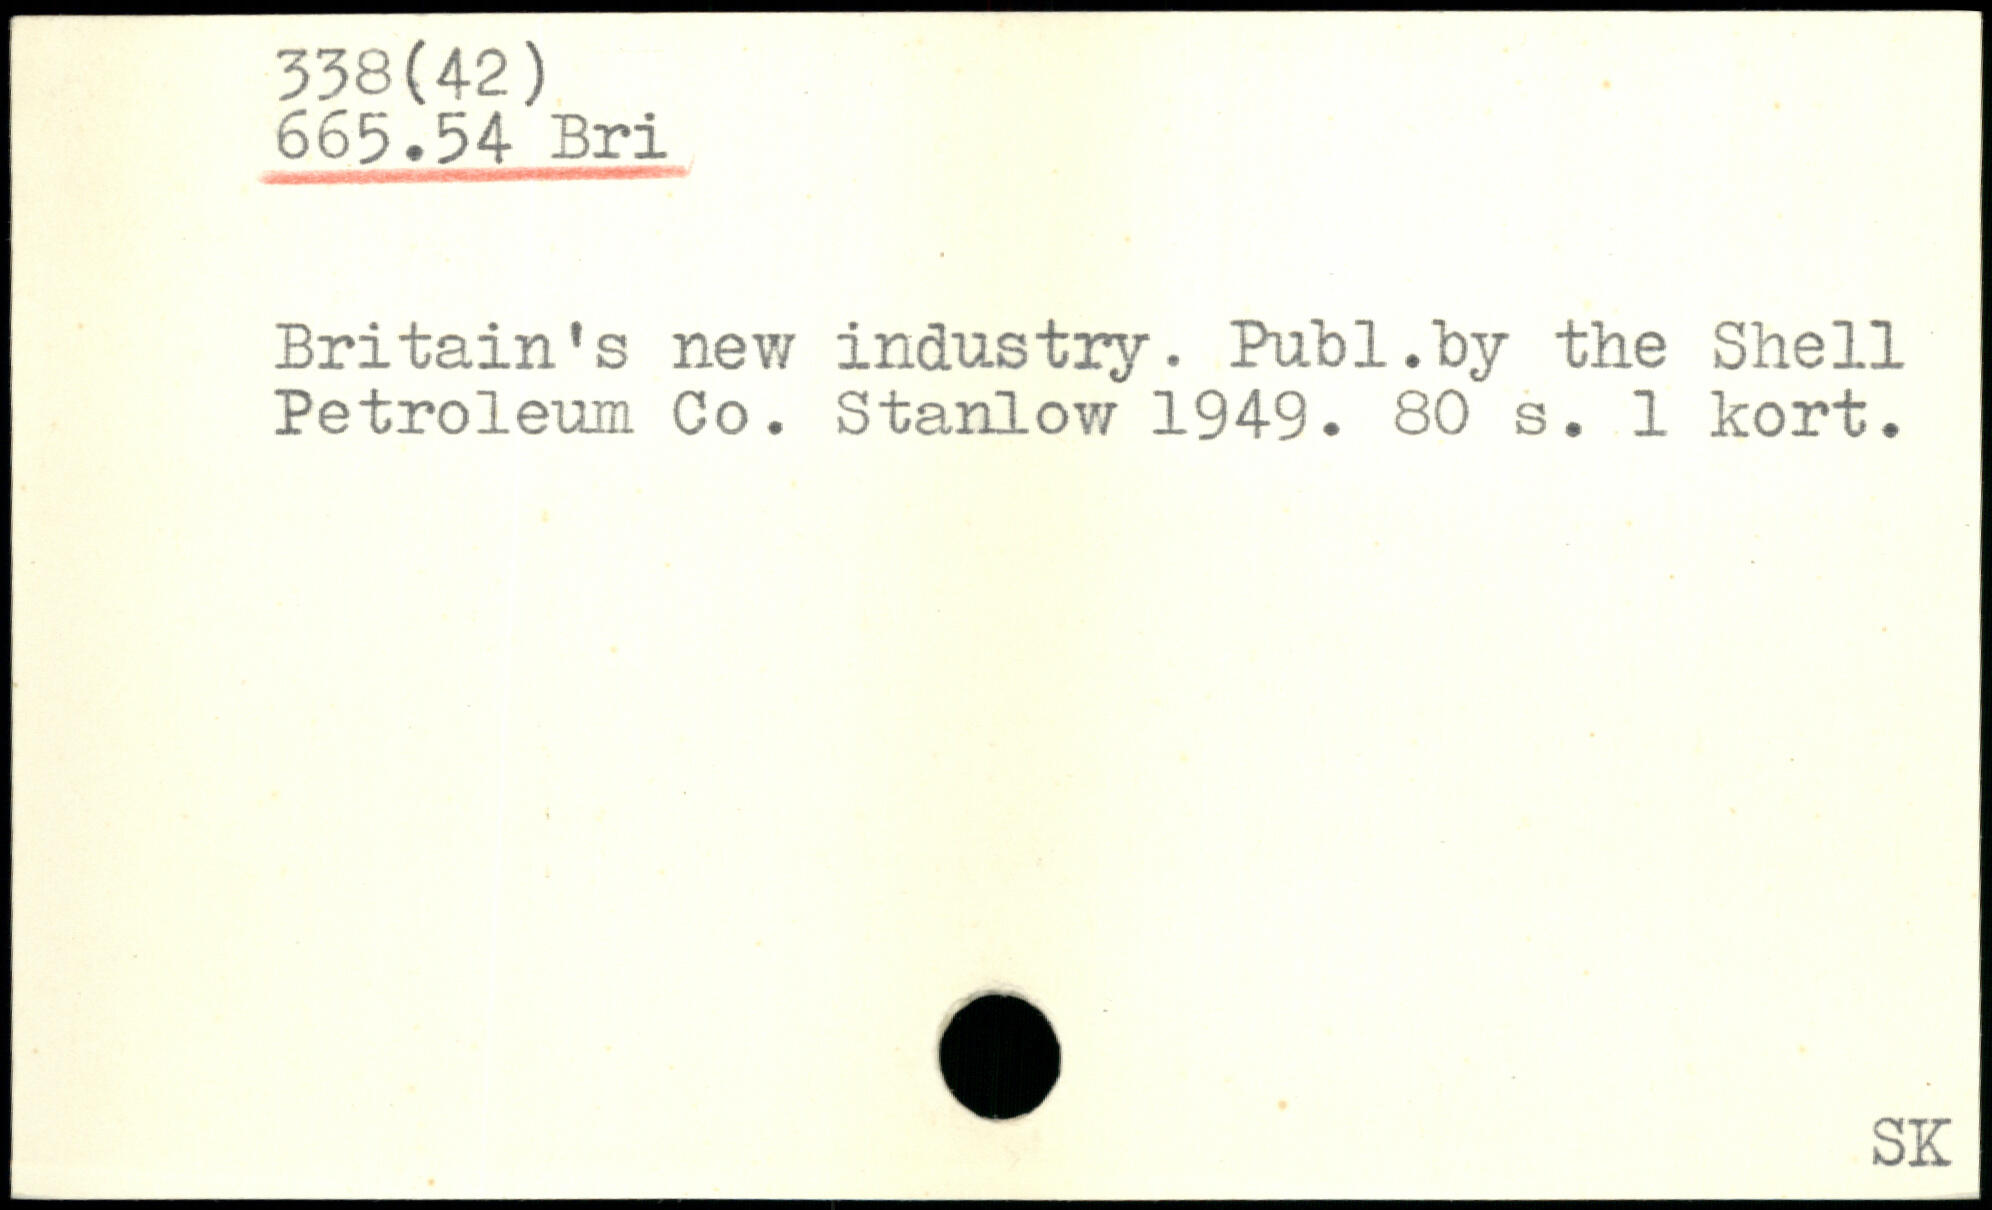 338(42)
665.54 Bri
Britain's new industry. Publ.by the Shell
Petroleum Co. Stanlow 1949. 80 s. 1 kort.
SK